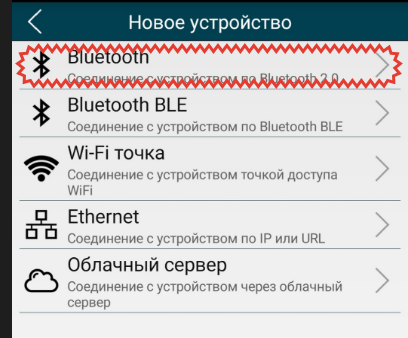 Новое устройство
Bluetooth
Соединение с устройством по Bluetooth 2.0
Bluetooth BLE
Соединение с устройством по Bluetooth BLE
Wi-Fi точка
Соединение с устройством точкой доступа
WiFi
Ethernet
Соединение с устройством по IP или URL
Облачный сервер
Соединение с устройством через облачный
сервер